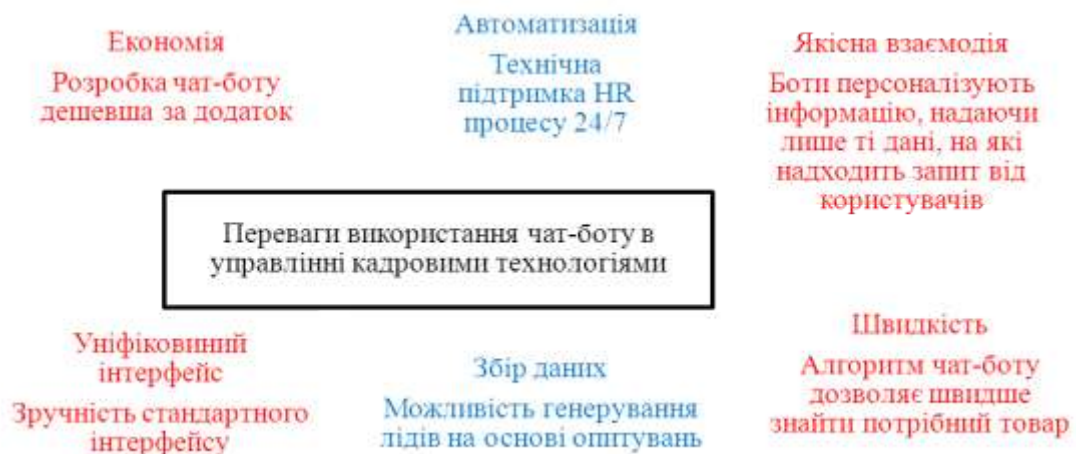 Економія
Розробка чат-боту
дешевша за додаток
Автоматизація
Технічна
підтримка HR
процесу 24/7
Якісна взаємодія
Боти персоналізують
інформацію, надаючи
лише ті дані, на які
надходить запит від
користувачів
Переваги використання чат-боту в
управлінні кадровими технологіями
Уніфіковиний
інтерфейс
Зручність стандартного
інтерфейсу
Збір даних
Можливість генерування
лідів на основі опитувань
Швидкість
Алгоритм чат-боту
дозволяє швидше
знайти потрібний товар